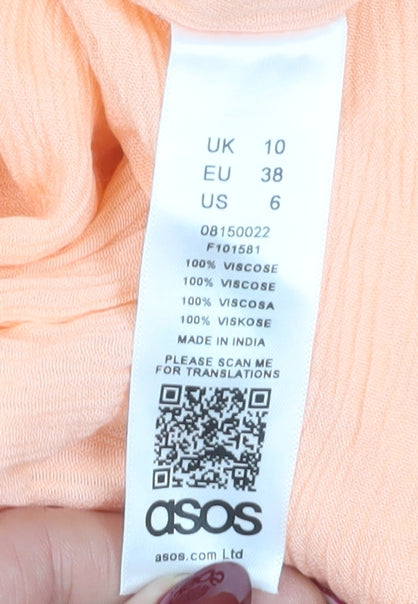 UK 10
EU 38
US 6
08150022
F101581
100% VISCOSE
100% VISCOSE
100% VISCOSA
100% VISKOSE
MADE IN INDIA
PLEASE SCAN ME
FOR TRANSLATIONS
asos
asos.com Ltd